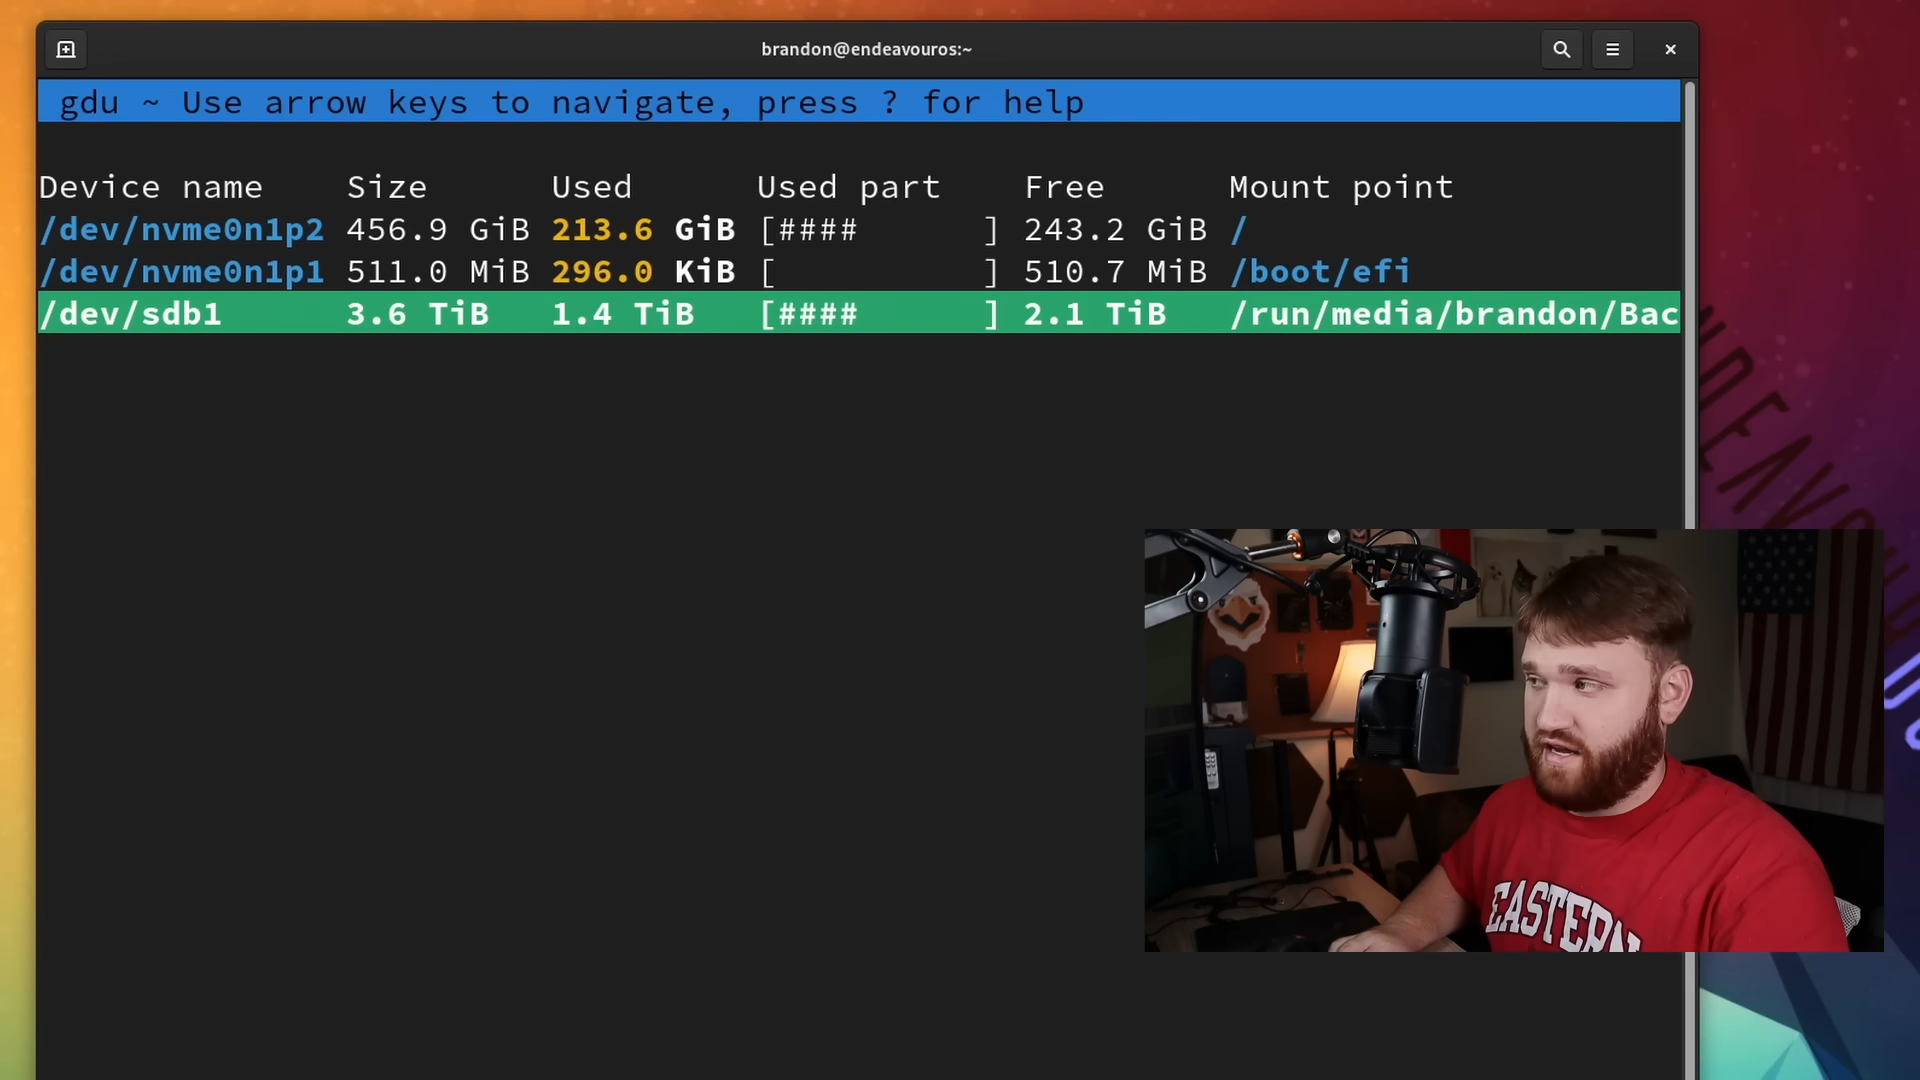 brandon@endeavouros:~
gdu ~ Use arrow keys to navigate, press ? for help
Device name Size Used Used part Free Mount point
/dev/nvme0n1p2 456.9 GiB 213.6 GiB [#### ] 243.2 GiB /
/dev/nvme0n1p1 511.0 MiB 296.0 KiB [ ] 510.7 MiB /boot/efi
/dev/sdb1 3.6 TiB 1.4 TiB [#### ] 2.1 TiB /run/media/brandon/Bac
NDEAVOU
EASTERN